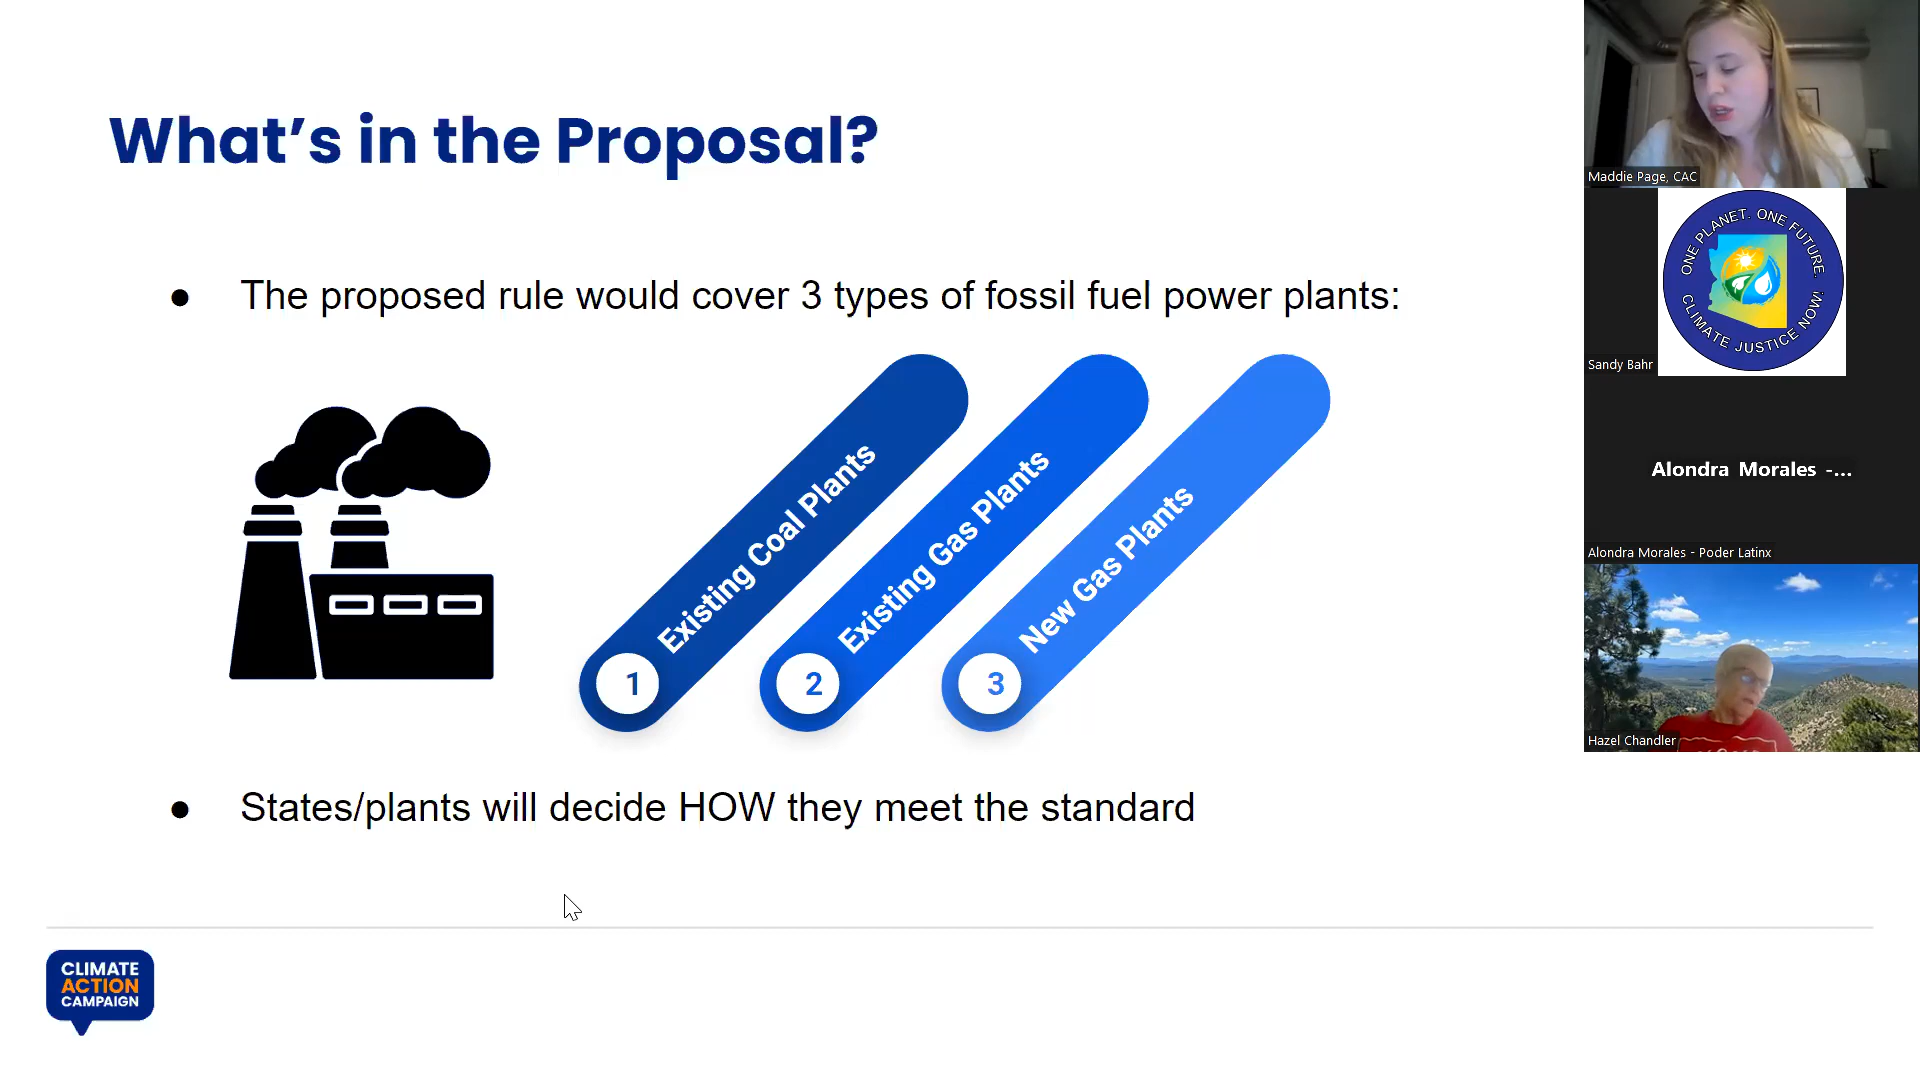 What's in the Proposal?
● The proposed rule would cover 3 types of fossil fuel power plants:
1 Existing Coal Plants
2 Existing Gas Plants
3 New Gas Plants
● States/plants will decide HOW they meet the standard
CLIMATE
ACTION
CAMPAIGN
Maddie Page, CAC
ONE PLANET. ONE FUTURE.
CLIMATE JUSTICE NOW!
Sandy Bahr
Alondra Morales -...
Alondra Morales - Poder Latinx
Hazel Chandler